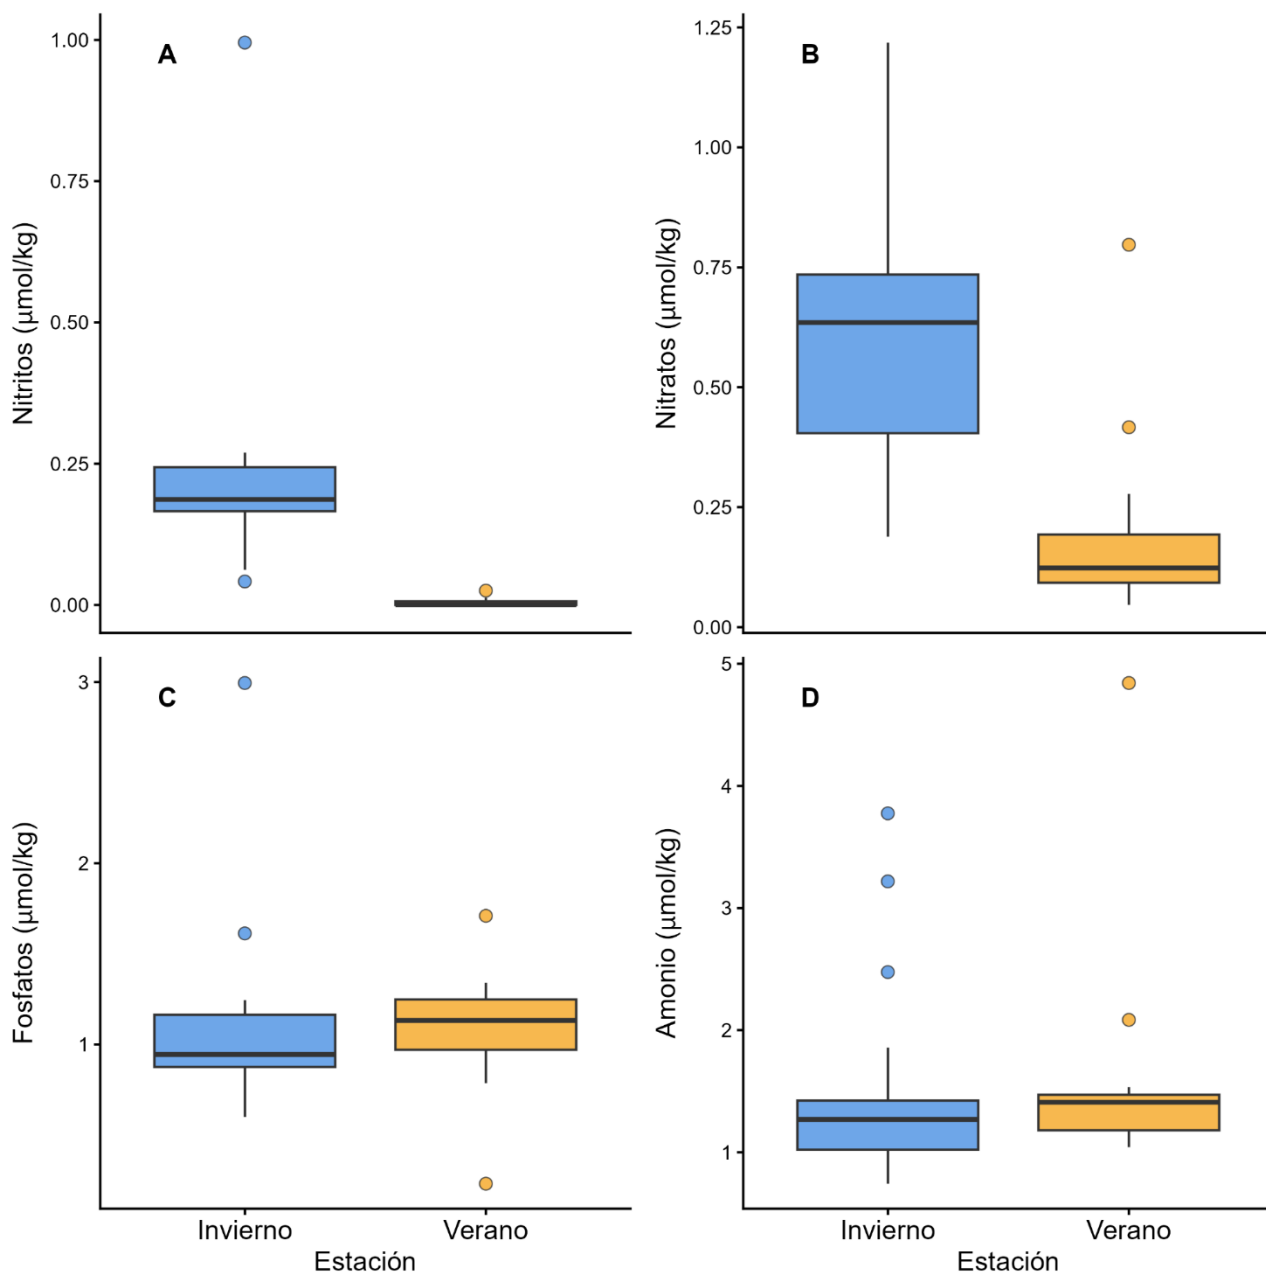 A
Nitritos (µmol/kg)
1.00
0.75
0.50
0.25
0.00
B
Nitratos (µmol/kg)
1.25
1.00
0.75
0.50
0.25
0.00
C
Fosfatos (µmol/kg)
3
2
1
Invierno
Verano
Estación
D
Amonio (µmol/kg)
5
4
3
2
1
Invierno
Verano
Estación